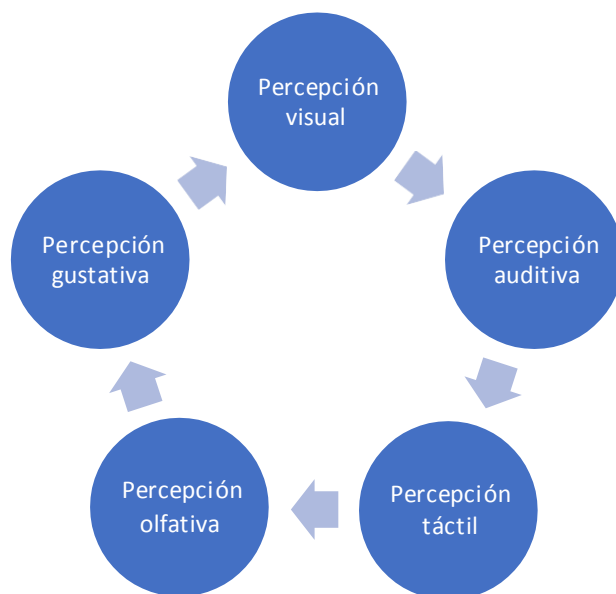 Percepción
visual
Percepción
auditiva
Percepción
táctil
Percepción
olfativa
Percepción
gustativa